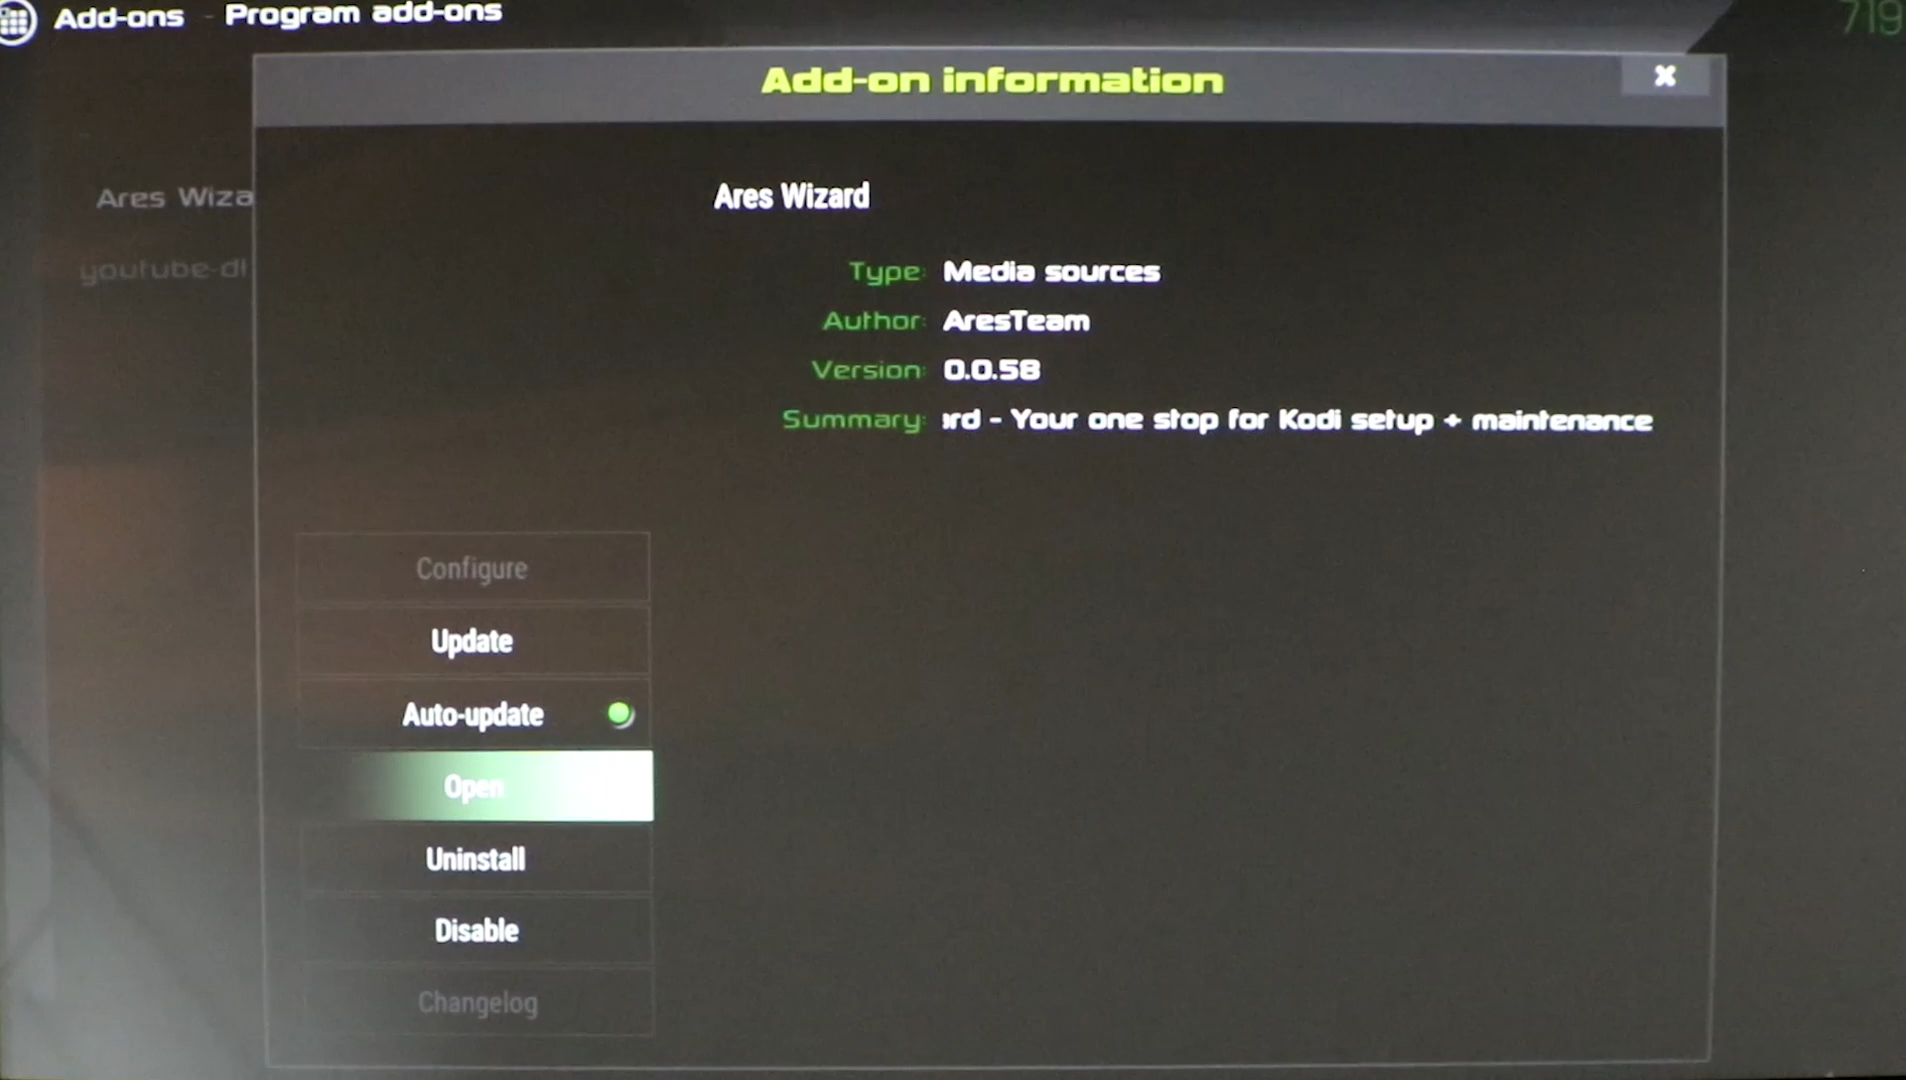 Add-ons - Program add-ons
719
Add-on information
Ares Wiza
youtube-dl
Ares Wizard
Type: Media sources
Author: AresTeam
Version: 0.0.58
Summary: rd - Your one stop for Kodi setup + maintenance
Configure
Update
Auto-update
Open
Uninstall
Disable
Changelog